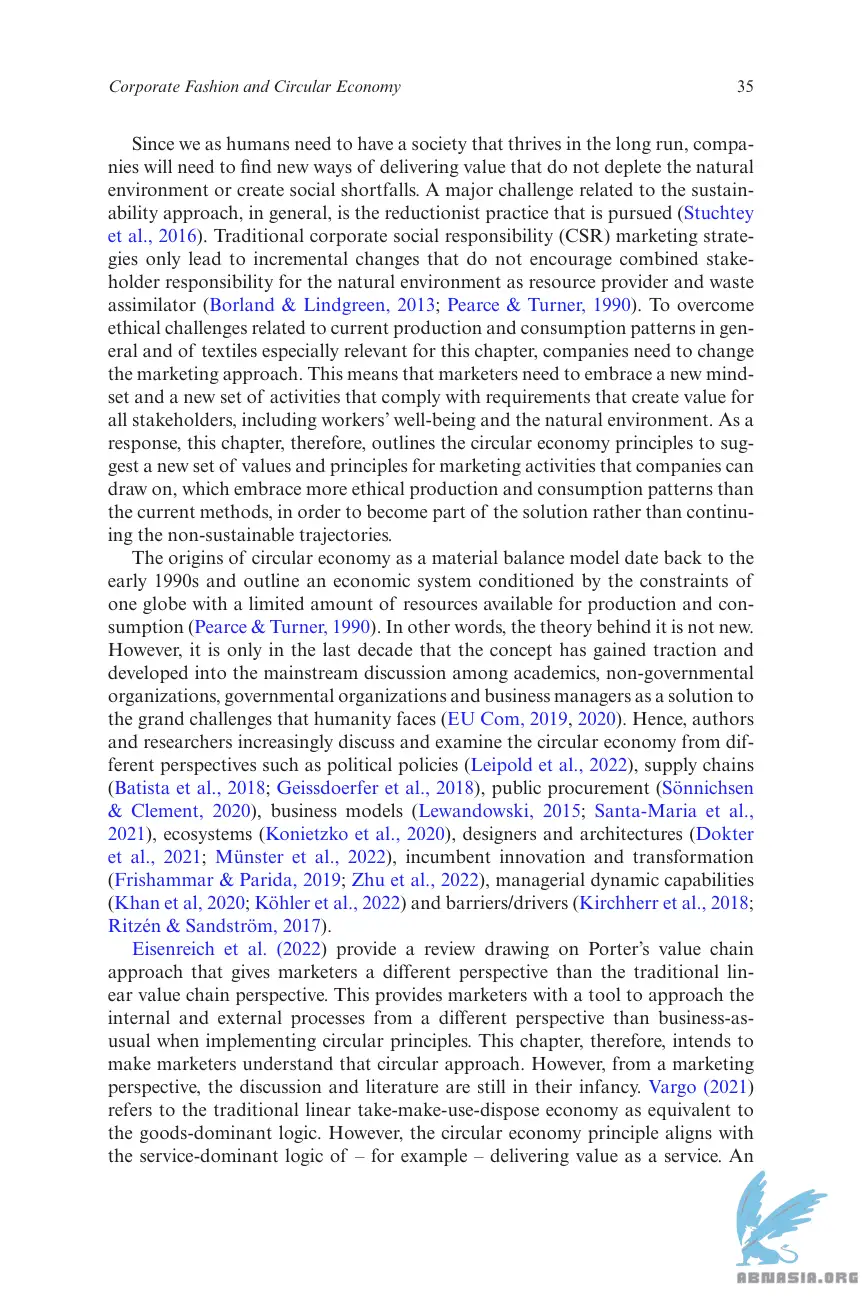 Corporate Fashion and Circular Economy 35
Since we as humans need to have a society that thrives in the long run, compa-
nies will need to find new ways of delivering value that do not deplete the natural
environment or create social shortfalls. A major challenge related to the sustain-
ability approach, in general, is the reductionist practice that is pursued (Stuchtey
et al., 2016). Traditional corporate social responsibility (CSR) marketing strate-
gies only lead to incremental changes that do not encourage combined stake-
holder responsibility for the natural environment as resource provider and waste
assimilator (Borland & Lindgreen, 2013; Pearce & Turner, 1990). To overcome
ethical challenges related to current production and consumption patterns in gen-
eral and of textiles especially relevant for this chapter, companies need to change
the marketing approach. This means that marketers need to embrace a new mind-
set and a new set of activities that comply with requirements that create value for
all stakeholders, including workers’ well-being and the natural environment. As a
response, this chapter, therefore, outlines the circular economy principles to sug-
gest a new set of values and principles for marketing activities that companies can
draw on, which embrace more ethical production and consumption patterns than
the current methods, in order to become part of the solution rather than continu-
ing the non-sustainable trajectories.
The origins of circular economy as a material balance model date back to the
early 1990s and outline an economic system conditioned by the constraints of
one globe with a limited amount of resources available for production and con-
sumption (Pearce & Turner, 1990). In other words, the theory behind it is not new.
However, it is only in the last decade that the concept has gained traction and
developed into the mainstream discussion among academics, non-governmental
organizations, governmental organizations and business managers as a solution to
the grand challenges that humanity faces (EU Com, 2019, 2020). Hence, authors
and researchers increasingly discuss and examine the circular economy from dif-
ferent perspectives such as political policies (Leipold et al., 2022), supply chains
(Batista et al., 2018; Geissdoerfer et al., 2018), public procurement (Sönnichsen
& Clement, 2020), business models (Lewandowski, 2015; Santa-Maria et al.,
2021), ecosystems (Konietzko et al., 2020), designers and architectures (Dokter
et al., 2021; Münster et al., 2022), incumbent innovation and transformation
(Frishammar & Parida, 2019; Zhu et al., 2022), managerial dynamic capabilities
(Khan et al, 2020; Köhler et al., 2022) and barriers/drivers (Kirchherr et al., 2018;
Ritzén & Sandström, 2017).
Eisenreich et al. (2022) provide a review drawing on Porter’s value chain
approach that gives marketers a different perspective than the traditional lin-
ear value chain perspective. This provides marketers with a tool to approach the
internal and external processes from a different perspective than business-as-
usual when implementing circular principles. This chapter, therefore, intends to
make marketers understand that circular approach. However, from a marketing
perspective, the discussion and literature are still in their infancy. Vargo (2021)
refers to the traditional linear take-make-use-dispose economy as equivalent to
the goods-dominant logic. However, the circular economy principle aligns with
the service-dominant logic of – for example – delivering value as a service. An
ABNASIA.ORG